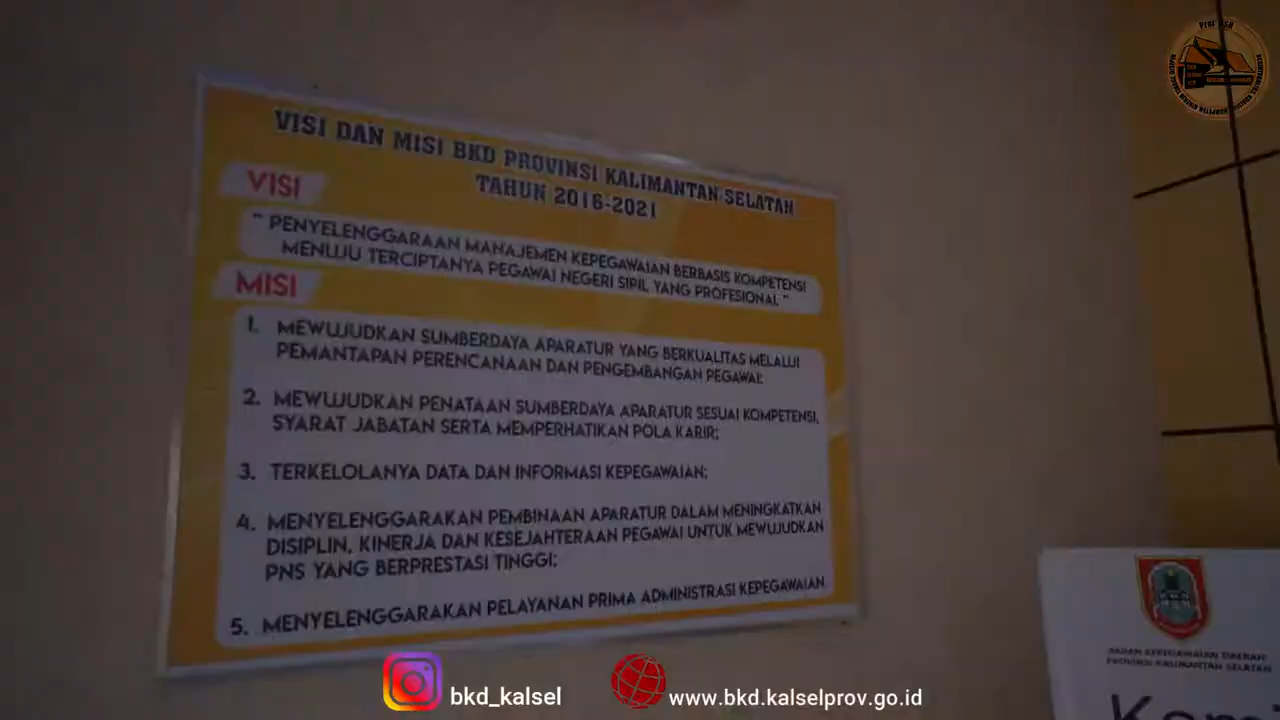 VISI DAN MISI BKD PROVINSI KALIMANTAN SELATAN
TAHUN 2016-2021
VISI
" PENYELENGGARAAN MANAJEMEN KEPEGAWAIAN BERBASIS KOMPETENSI
MENUJU TERCIPTANYA PEGAWAI NEGERI SIPIL YANG PROFESIONAL "
MISI
1. MEWUJUDKAN SUMBERDAYA APARATUR YANG BERKUALITAS MELALUI
PEMANTAPAN PERENCANAAN DAN PENGEMBANGAN PEGAWAI;
2. MEWUJUDKAN PENATAAN SUMBERDAYA APARATUR SESUAI KOMPETENSI,
SYARAT JABATAN SERTA MEMPERHATIKAN POLA KARIR;
3. TERKELOLANYA DATA DAN INFORMASI KEPEGAWAIAN;
4. MENYELENGGARAKAN PEMBINAAN APARATUR DALAM MENINGKATKAN
DISIPLIN, KINERJA DAN KESEJAHTERAAN PEGAWAI UNTUK MEWUJUDKAN
PNS YANG BERPRESTASI TINGGI;
5. MENYELENGGARAKAN PELAYANAN PRIMA ADMINISTRASI KEPEGAWAIAN
BADAN KEPEGAWAIAN DAERAH
PROVINSI KALIMANTAN SELATAN
bkd_kalsel
www.bkd.kalselprov.go.id